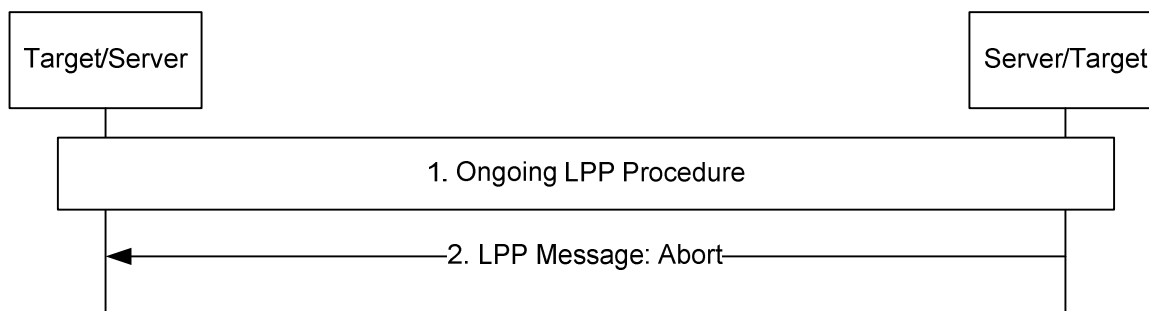 Target/Server
Server/Target
1. Ongoing LPP Procedure
2. LPP Message: Abort